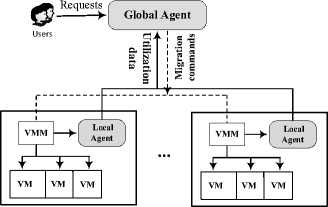 Requests
Global Agent
Users
Utilization
data
Migration
commands
VMM
Local
Agent
VM VM VM
...
VMM
Local
Agent
VM VM VM